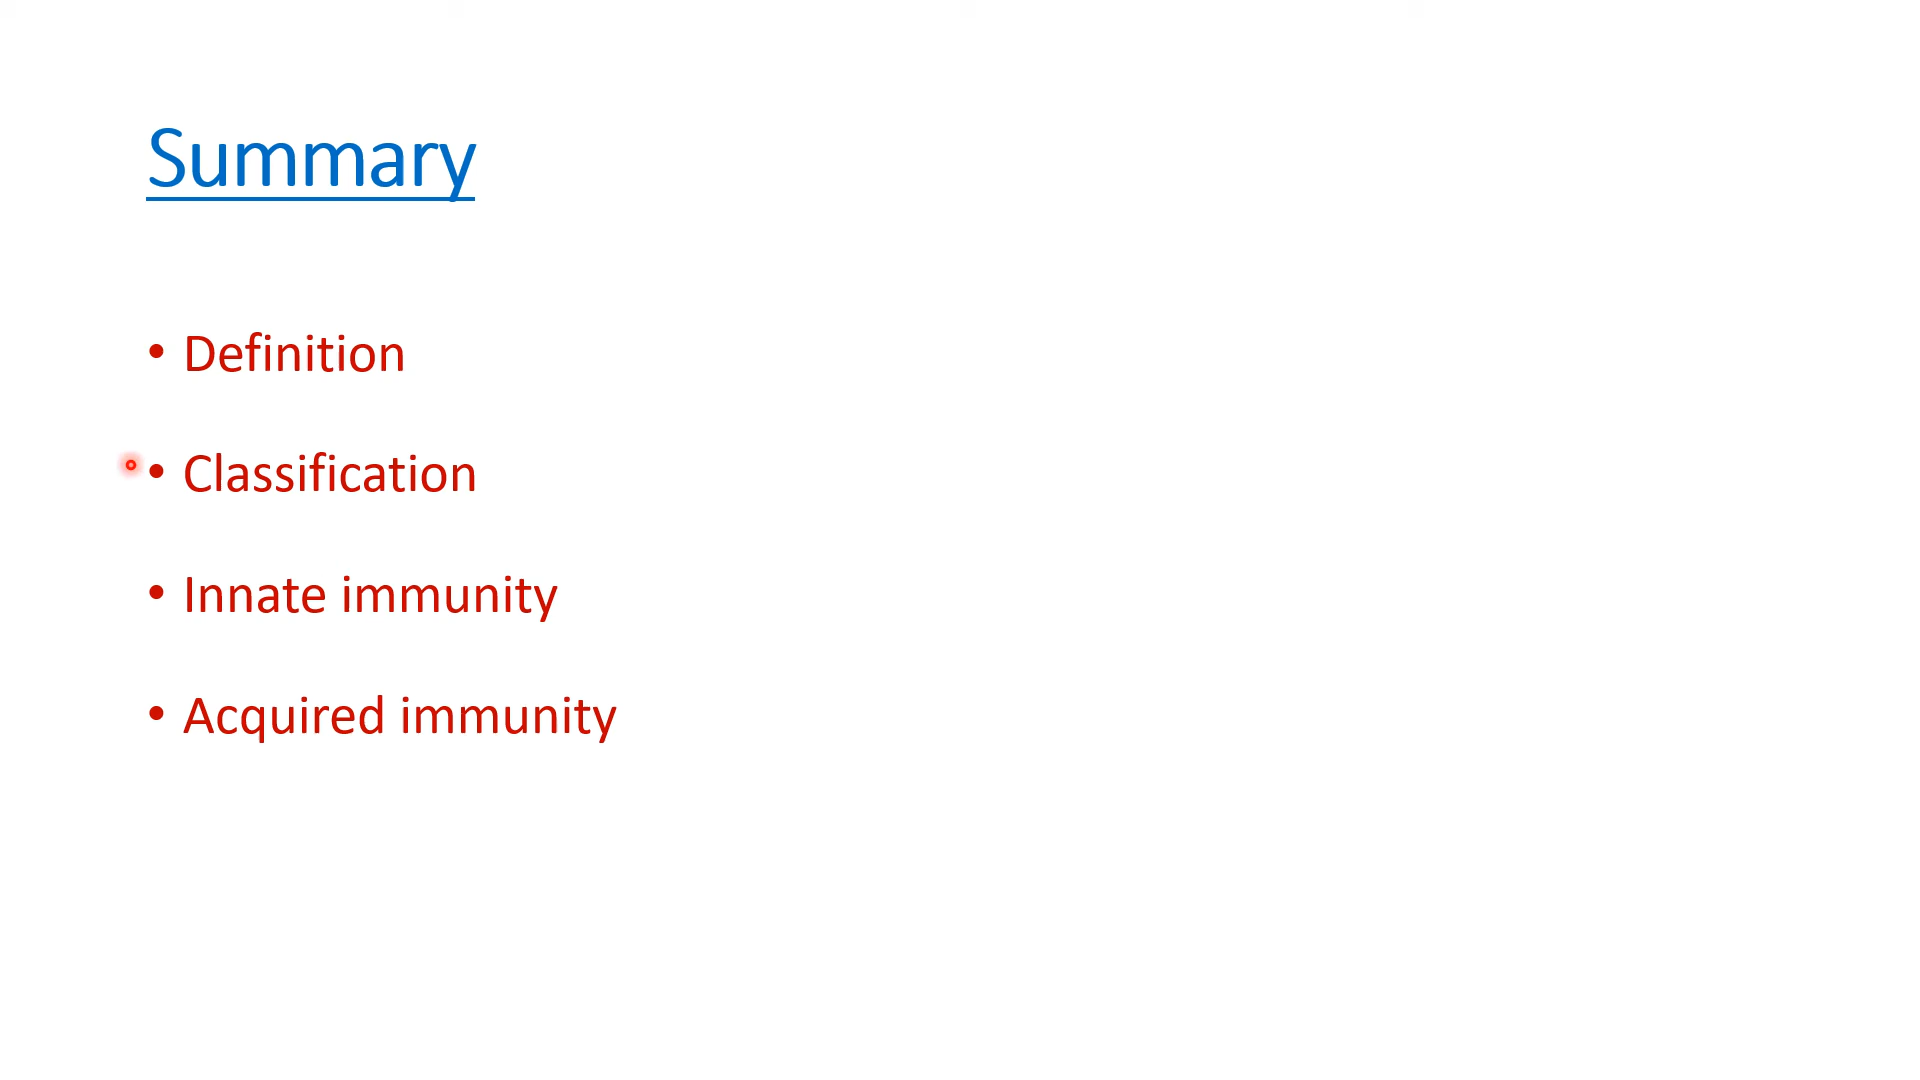 Summary
• Definition
• Classification
• Innate immunity
• Acquired immunity